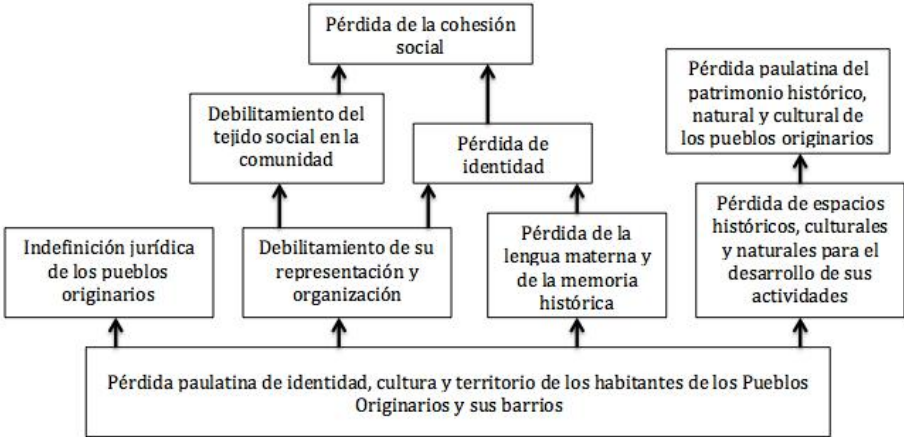 Pérdida de la cohesión
social
Pérdida paulatina del
patrimonio histórico,
natural y cultural de
los pueblos originarios
Debilitamiento del
tejido social en la
comunidad
Pérdida de
identidad
Indefinición jurídica
de los pueblos
originarios
Debilitamiento de su
representación y
organización
Pérdida de la
lengua materna y
de la memoria
histórica
Pérdida de espacios
históricos, culturales
y naturales para el
desarrollo de sus
actividades
Pérdida paulatina de identidad, cultura y territorio de los habitantes de los Pueblos
Originarios y sus barrios